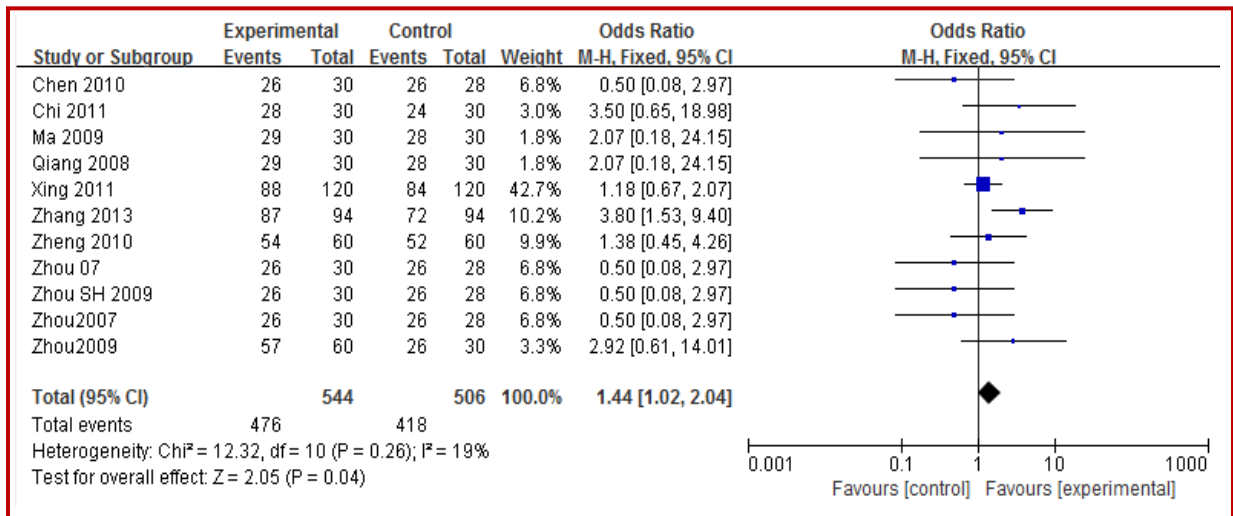 Experimental Control Odds Ratio Odds Ratio
Study or Subgroup Events Total Events Total Weight M-H, Fixed, 95% CI M-H, Fixed, 95% CI
Chen 2010 26 30 26 28 6.8% 0.50 [0.08, 2.97]
Chi 2011 28 30 24 30 3.0% 3.50 [0.65, 18.98]
Ma 2009 29 30 28 30 1.8% 2.07 [0.18, 24.15]
Qiang 2008 29 30 28 30 1.8% 2.07 [0.18, 24.15]
Xing 2011 88 120 84 120 42.7% 1.18 [0.67, 2.07]
Zhang 2013 87 94 72 94 10.2% 3.80 [1.53, 9.40]
Zheng 2010 54 60 52 60 9.9% 1.38 [0.45, 4.26]
Zhou 07 26 30 26 28 6.8% 0.50 [0.08, 2.97]
Zhou SH 2009 26 30 26 28 6.8% 0.50 [0.08, 2.97]
Zhou2007 26 30 26 28 6.8% 0.50 [0.08, 2.97]
Zhou2009 57 60 26 30 3.3% 2.92 [0.61, 14.01]
Total (95% CI) 544 506 100.0% 1.44 [1.02, 2.04]
Total events 476 418
Heterogeneity: Chi² = 12.32, df = 10 (P = 0.26); I² = 19%
Test for overall effect: Z = 2.05 (P = 0.04)
0.001 0.1 1 10 1000
Favours [control] Favours [experimental]